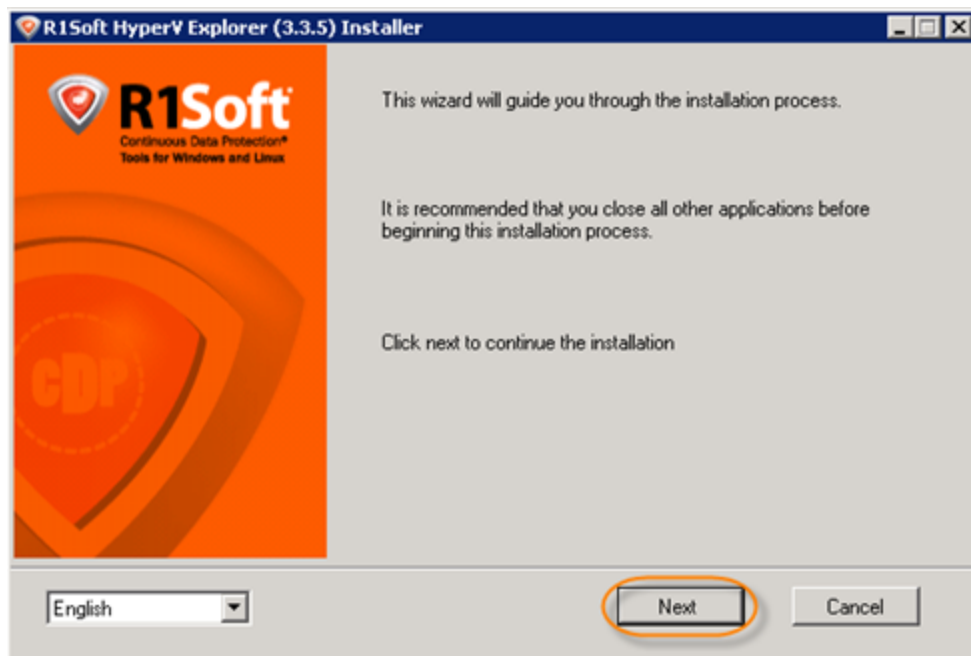 R1Soft HyperV Explorer (3.3.5) Installer
R1Soft
Continuous Data Protection®
Tools for Windows and Linux
This wizard will guide you through the installation process.
It is recommended that you close all other applications before
beginning this installation process.
Click next to continue the installation
CDP
English
Next
Cancel